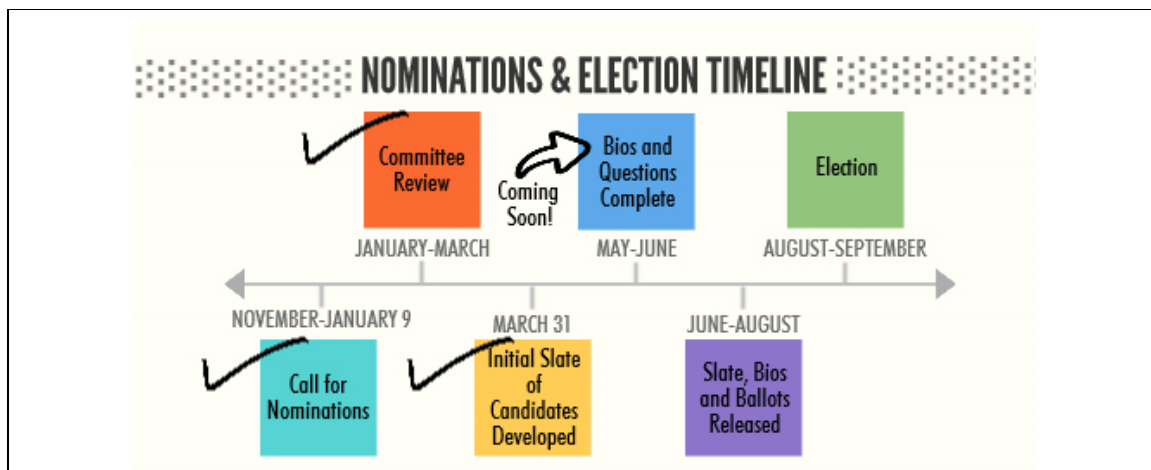 NOMINATIONS & ELECTION TIMELINE
Committee
Review
Coming
Soon!
Bios and
Questions
Complete
Election
JANUARY-MARCH
MAY-JUNE
AUGUST-SEPTEMBER
NOVEMBER-JANUARY 9
MARCH 31
JUNE-AUGUST
Call for
Nominations
Initial Slate
of
Candidates
Developed
Slate, Bios
and Ballots
Released